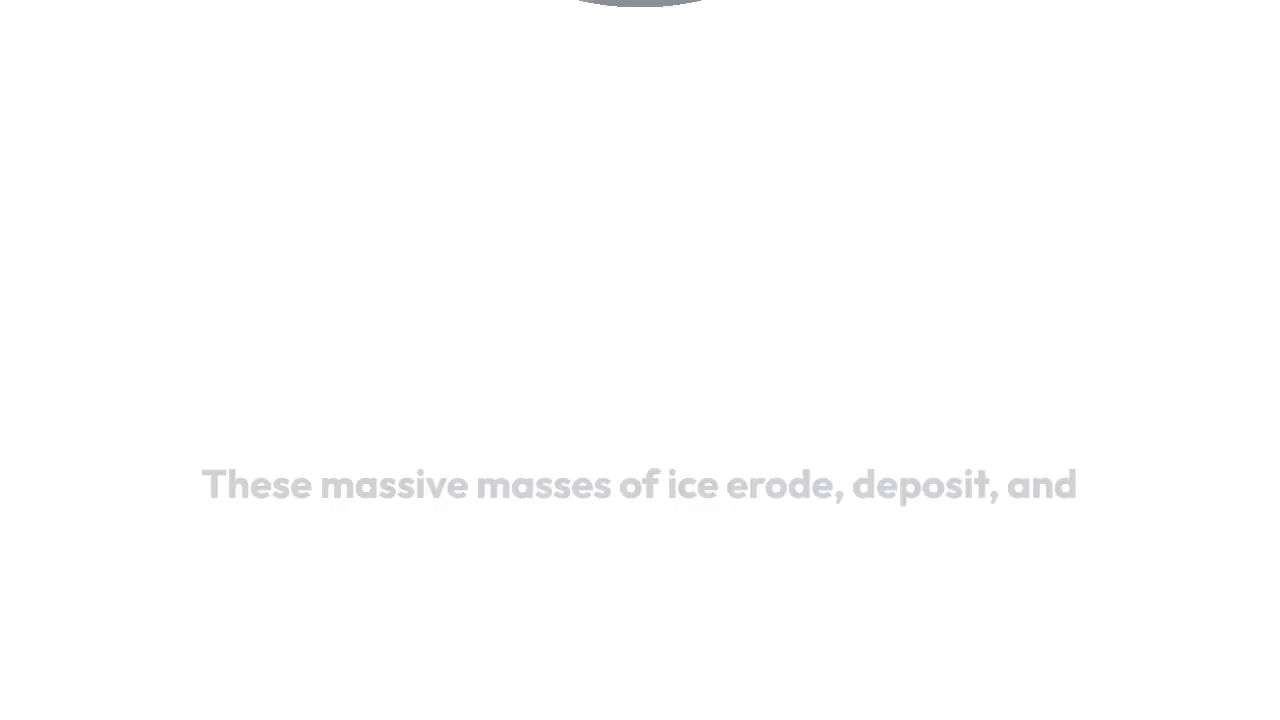 These massive masses of ice erode, deposit, and